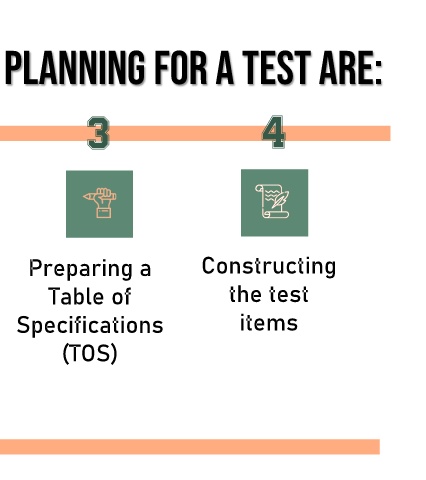 PLANNING FOR A TEST ARE:
3
4
Preparing a
Table of
Specifications
(TOS)
Constructing
the test
items